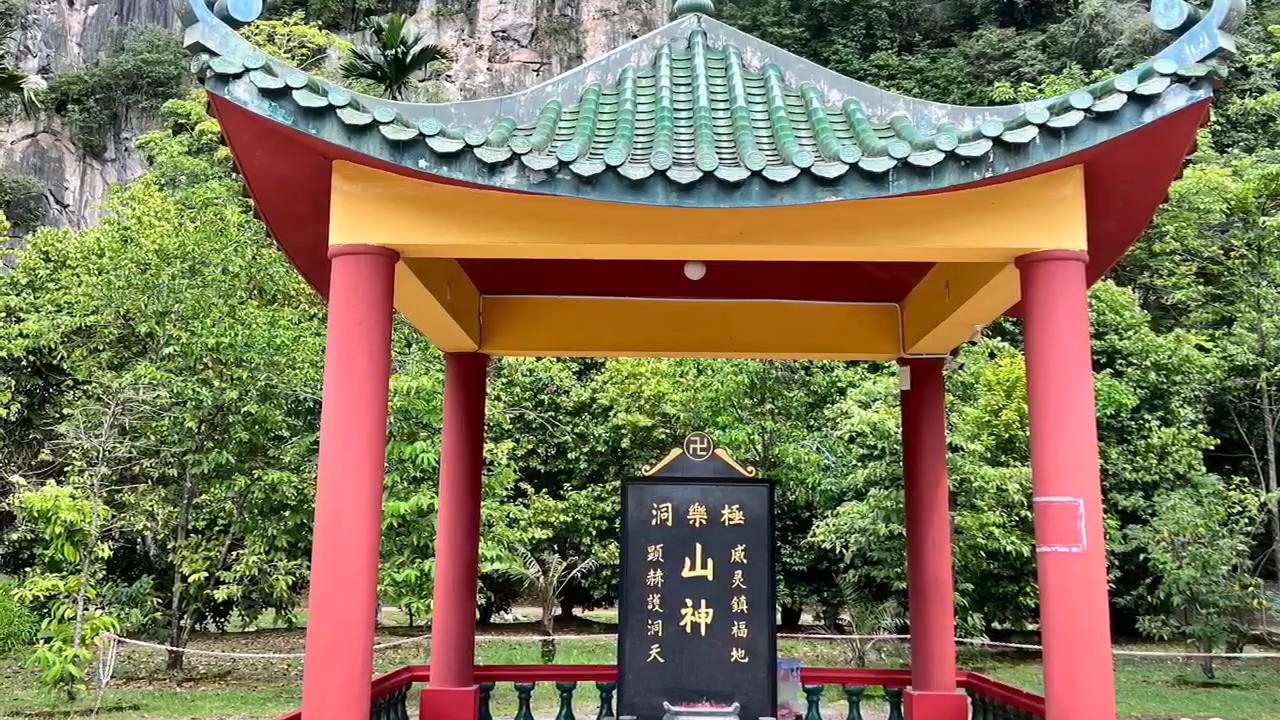 卍
極樂洞
威灵鎮福地
山神
顯赫護洞天